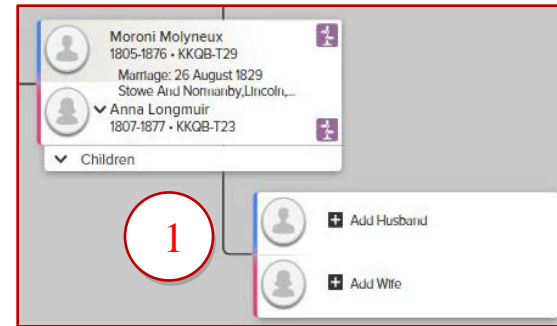 Moroni Molyneux
1805-1876 • KKQB-T29
Marriage: 26 August 1829
Stowe And Normanby,Lincoln,...
Anna Longmuir
1807-1877 • KKQB-T23
Children
1
Add Husband
Add Wife